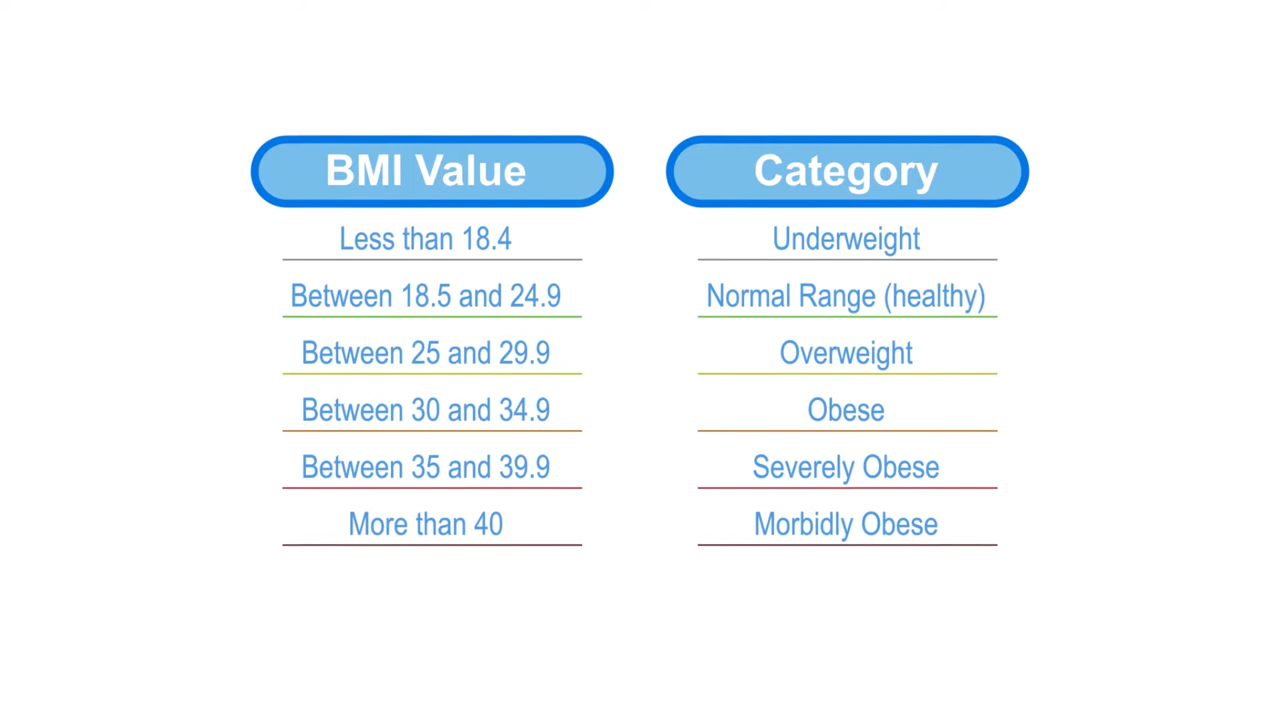 BMI Value Category
Less than 18.4 Underweight
Between 18.5 and 24.9 Normal Range (healthy)
Between 25 and 29.9 Overweight
Between 30 and 34.9 Obese
Between 35 and 39.9 Severely Obese
More than 40 Morbidly Obese